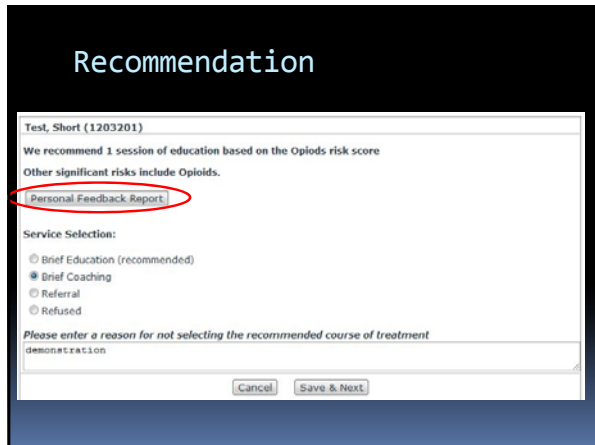 Recommendation
Test, Short (1203201)
We recommend 1 session of education based on the Opiods risk score
Other significant risks include Opioids.
Personal Feedback Report
Service Selection:
Brief Education (recommended)
Brief Coaching
Referral
Refused
Please enter a reason for not selecting the recommended course of treatment
demonstration
Cancel Save & Next